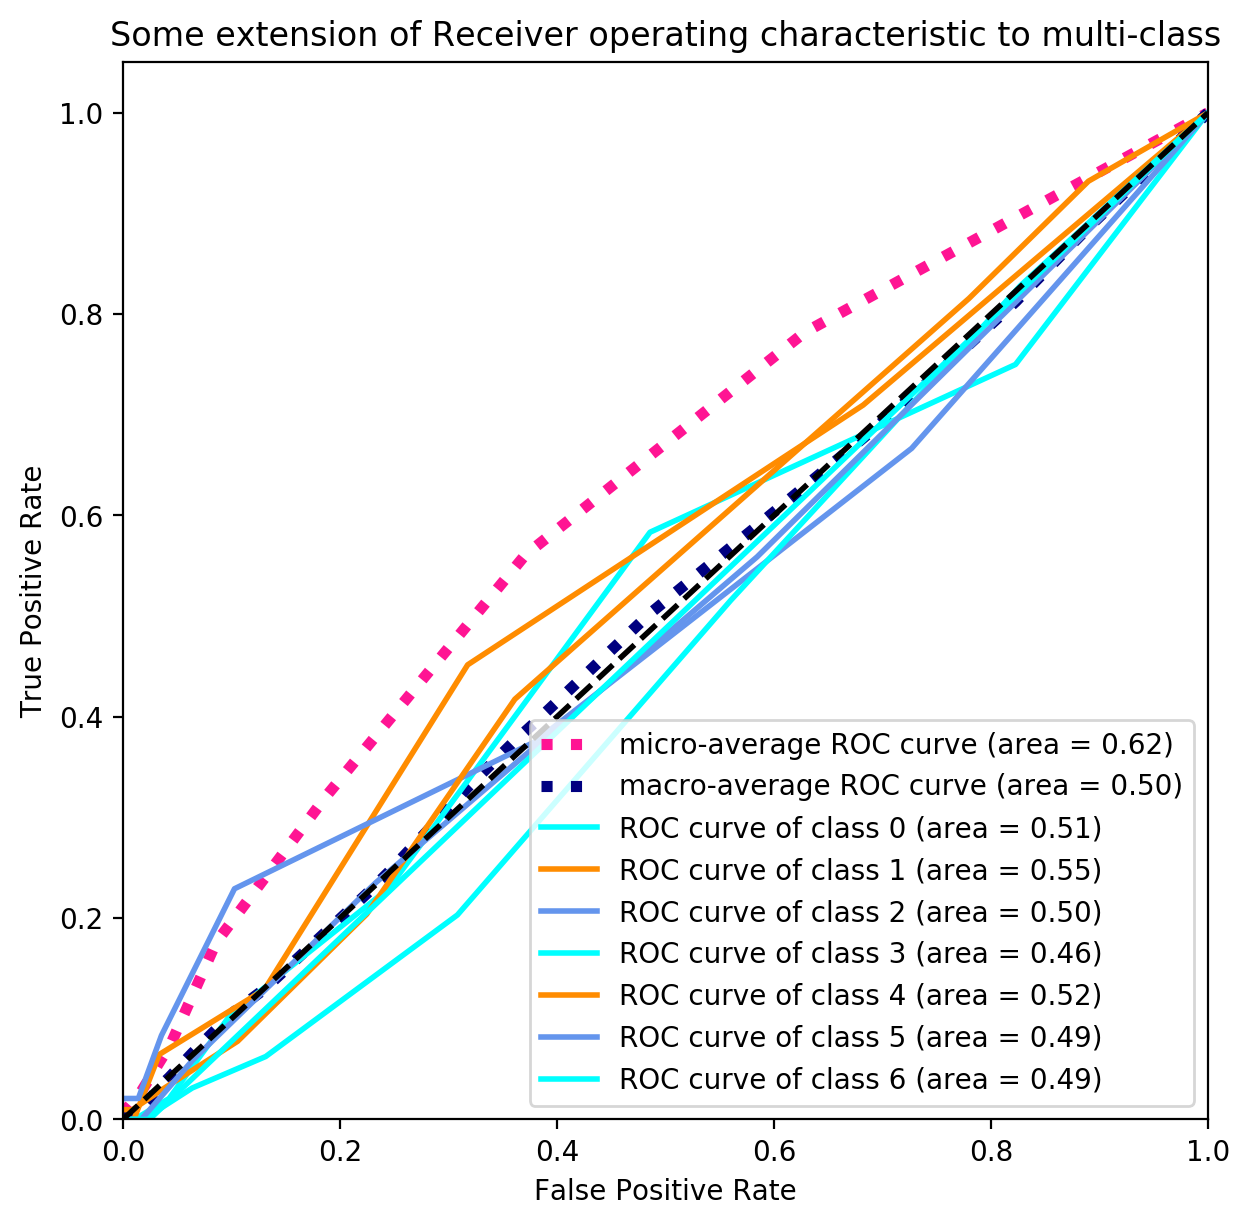 Some extension of Receiver operating characteristic to multi-class
1.0
0.8
0.6
0.4
0.2
0.0
True Positive Rate
micro-average ROC curve (area = 0.62)
macro-average ROC curve (area = 0.50)
ROC curve of class 0 (area = 0.51)
ROC curve of class 1 (area = 0.55)
ROC curve of class 2 (area = 0.50)
ROC curve of class 3 (area = 0.46)
ROC curve of class 4 (area = 0.52)
ROC curve of class 5 (area = 0.49)
ROC curve of class 6 (area = 0.49)
0.0 0.2 0.4 0.6 0.8 1.0
False Positive Rate